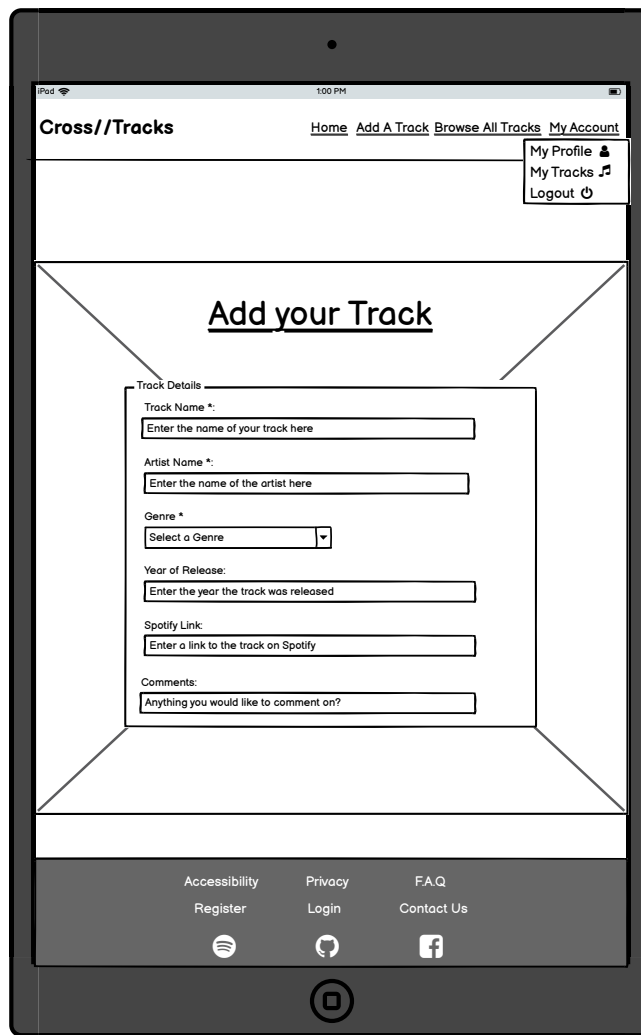 iPad 1:00 PM
Cross//Tracks Home Add A Track Browse All Tracks My Account
My Profile
My Tracks
Logout
Add your Track
Track Details
Track Name *:
Enter the name of your track here
Artist Name *:
Enter the name of the artist here
Genre *
Select a Genre
Year of Release:
Enter the year the track was released
Spotify Link:
Enter a link to the track on Spotify
Comments:
Anything you would like to comment on?
Accessibility Privacy F.A.Q
Register Login Contact Us